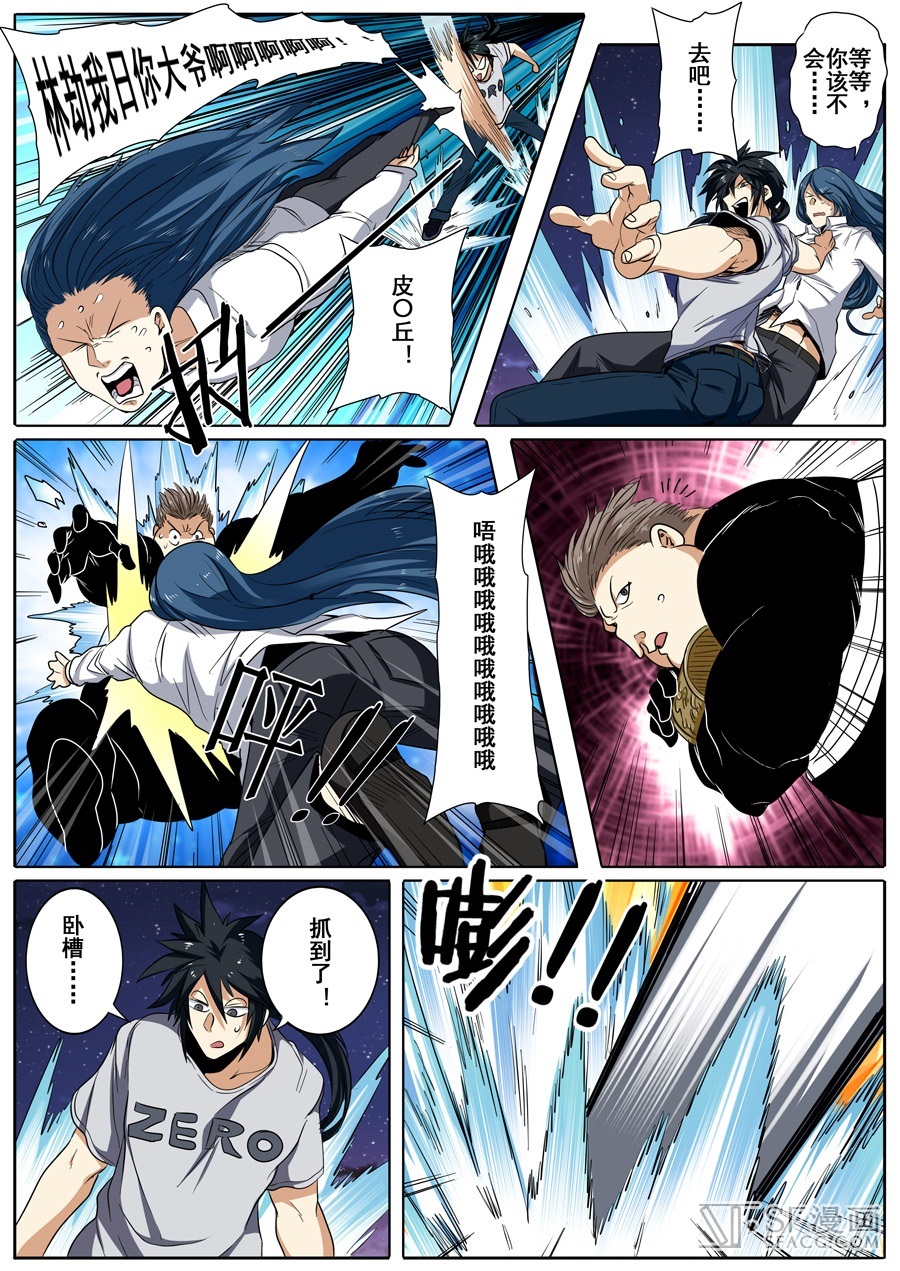 等等，
你该不
会……
去吧……
林劫我日你大爷啊啊啊啊啊！
皮〇丘！
扔
唔哦哦哦哦哦哦哦哦哦
呼!!
嘭!!
抓到了！
卧槽……
ZERO
ZERO
SF漫画
SFACG.COM